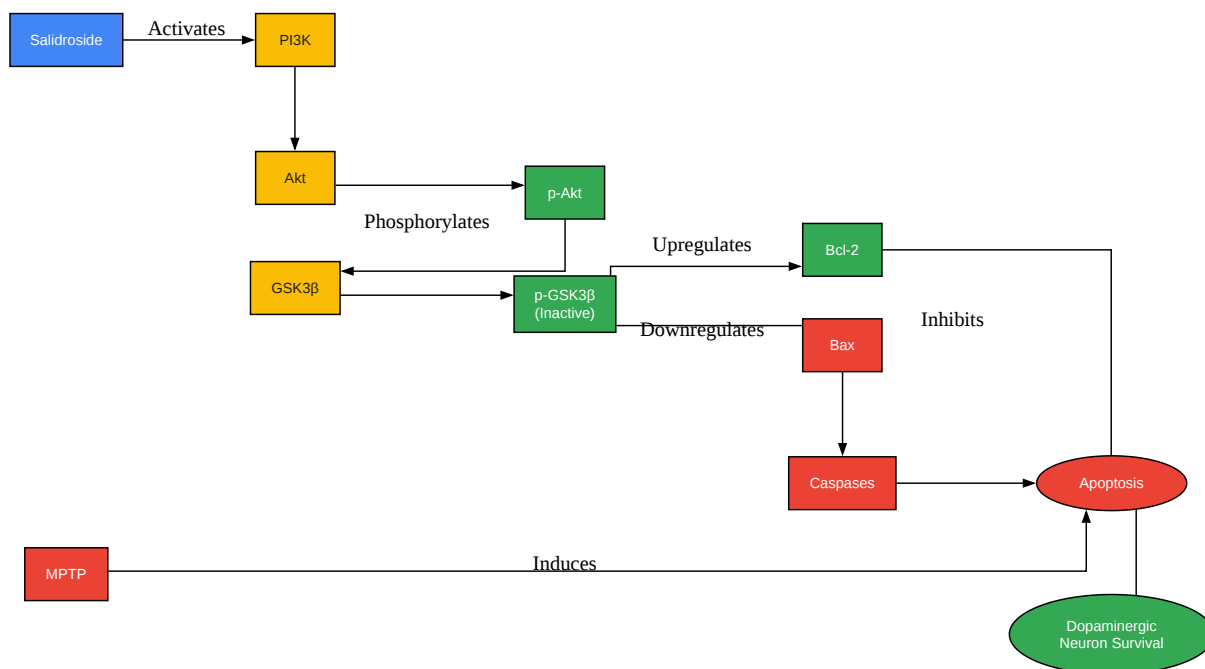 Salidroside
Activates
PI3K
Akt
p-Akt
Phosphorylates
Upregulates
Bcl-2
GSK3β
p-GSK3β
(Inactive)
Downregulates
Bax
Inhibits
Caspases
Apoptosis
MPTP
Induces
Dopaminergic
Neuron Survival